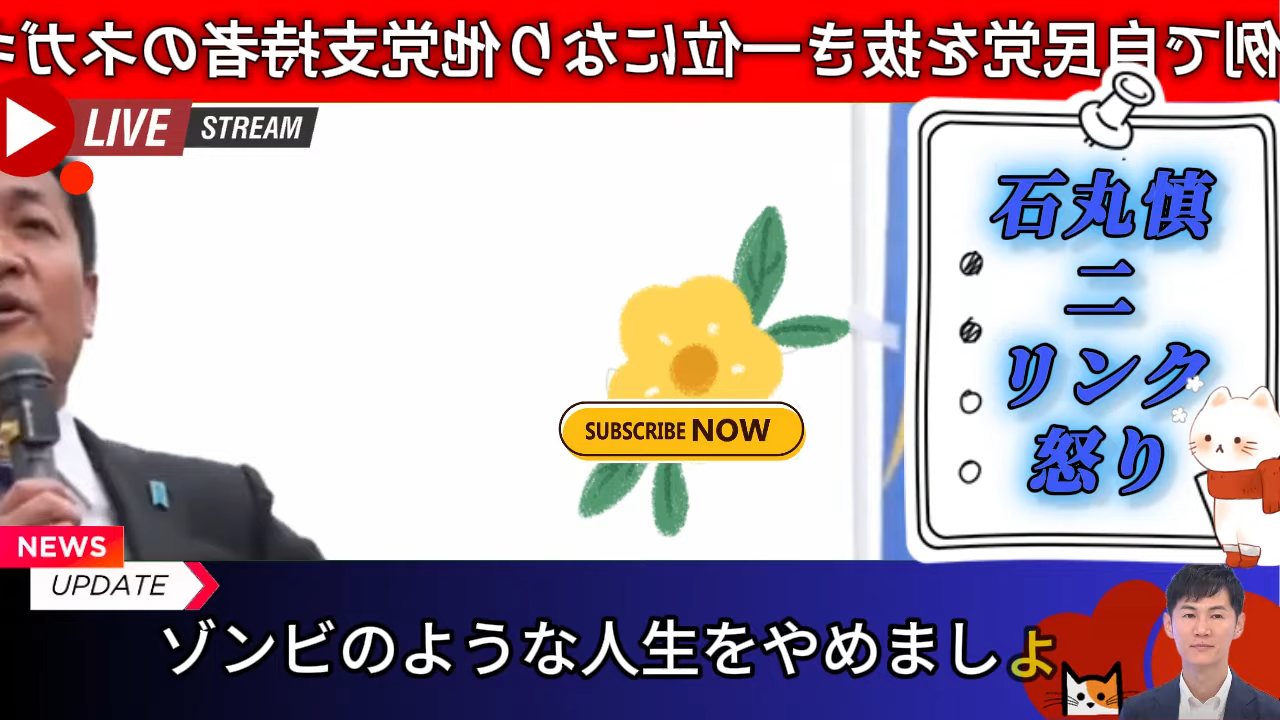 例で自民党を抜き一位になり他党支持者のネガキ
LIVE STREAM
石丸慎
二
リンク
怒り
SUBSCRIBE NOW
NEWS
UPDATE
ゾンビのような人生をやめましょ